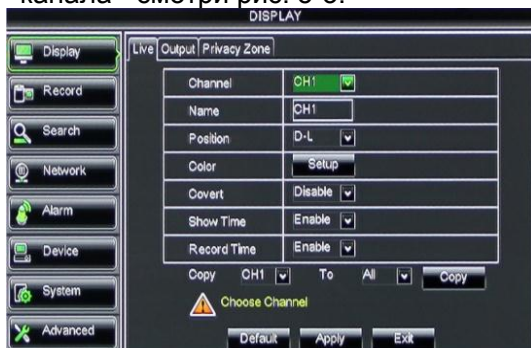 DISPLAY
Live Output Privacy Zone
Display
Record
Search
Network
Alarm
Device
System
Advanced
Channel CH1
Name CH1
Position D-L
Color Setup
Covert Disable
Show Time Enable
Record Time Enable
Copy CH1 To All Copy
Choose Channel
Default Apply Exit